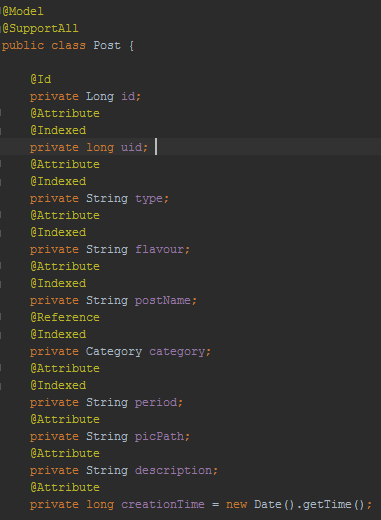 @Model
@SupportAll
public class Post {
@Id
private Long id;
@Attribute
@Indexed
private long uid;
@Attribute
@Indexed
private String type;
@Attribute
@Indexed
private String flavour;
@Attribute
@Indexed
private String postName;
@Reference
@Indexed
private Category category;
@Attribute
@Indexed
private String period;
@Attribute
private String picPath;
@Attribute
private String description;
@Attribute
private long creationTime = new Date().getTime();